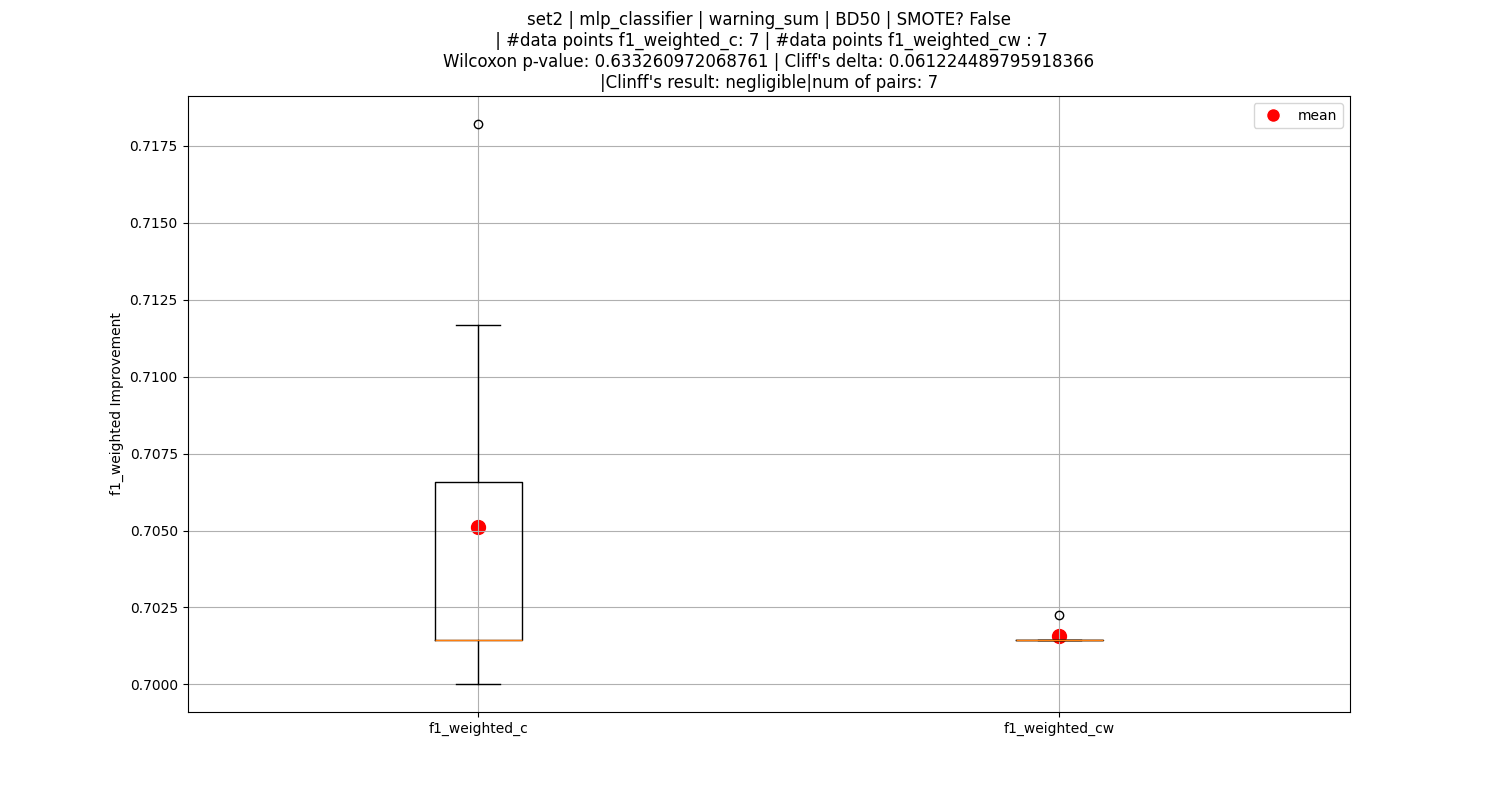 set2 | mlp_classifier | warning_sum | BD50 | SMOTE? False
| #data points f1_weighted_c: 7 | #data points f1_weighted_cw : 7
Wilcoxon p-value: 0.633260972068761 | Cliff's delta: 0.061224489795918366
|Clinff's result: negligible|num of pairs: 7
mean
0.7175
0.7150
0.7125
0.7100
0.7075
0.7050
0.7025
0.7000
f1_weighted Improvement
f1_weighted_c
f1_weighted_cw